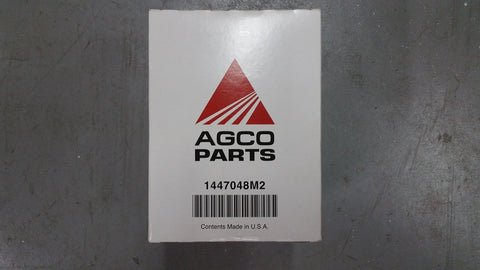 AGCO
PARTS
1447048M2
Contents Made in U.S.A.